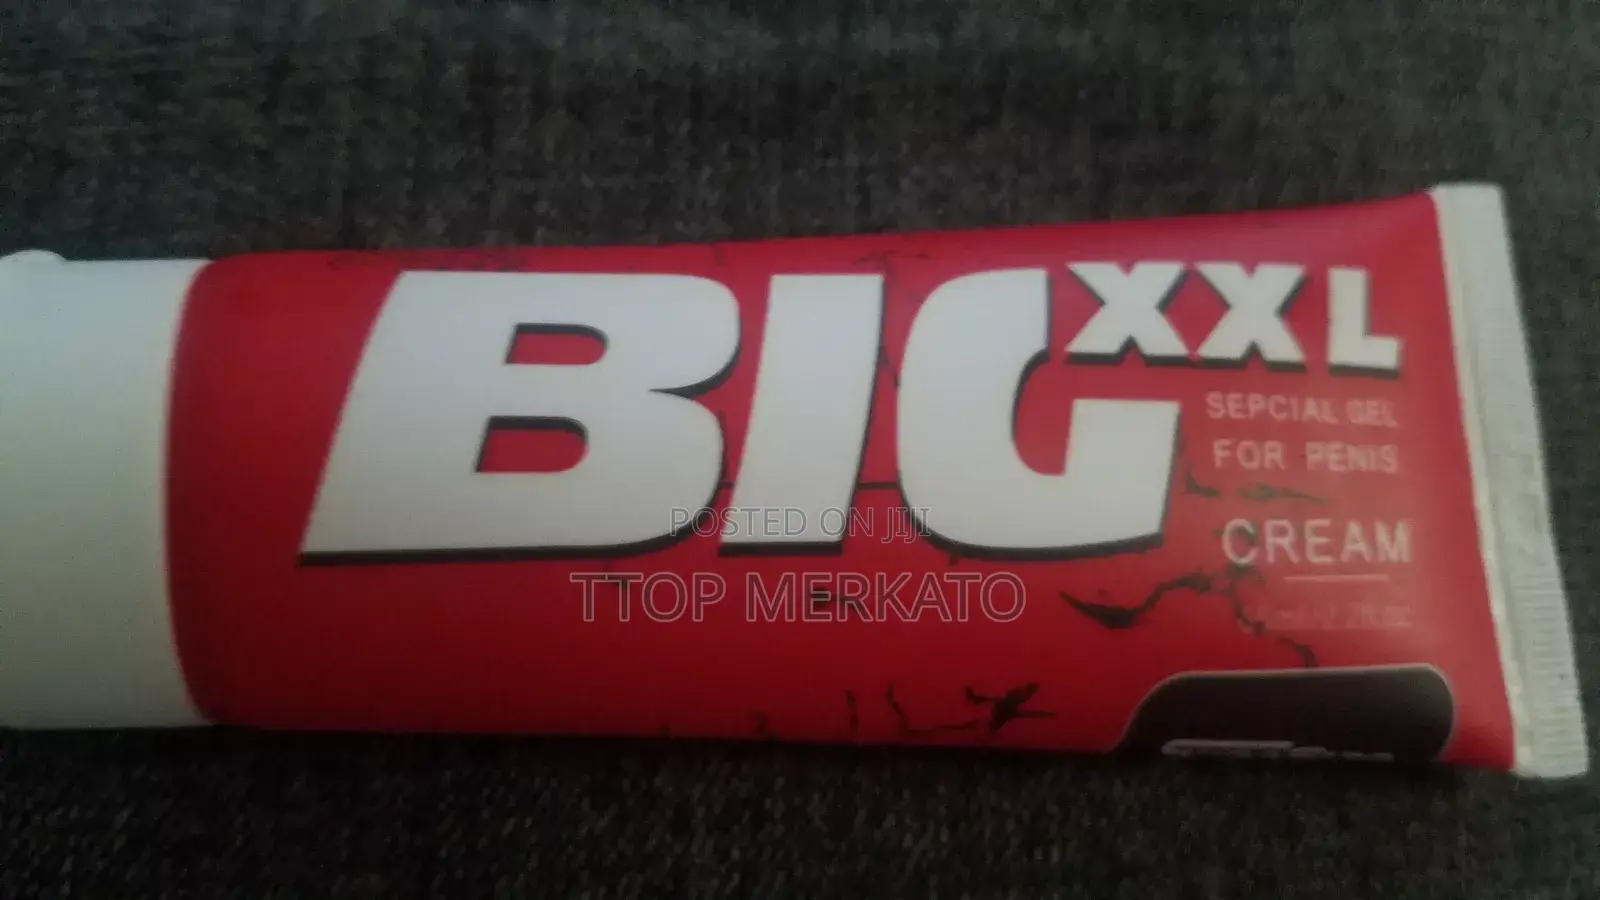 BIG XXL
SEPCIAL GEL
FOR PENIS
CREAM
POSTED ON JIJI
TTOP MERKATO